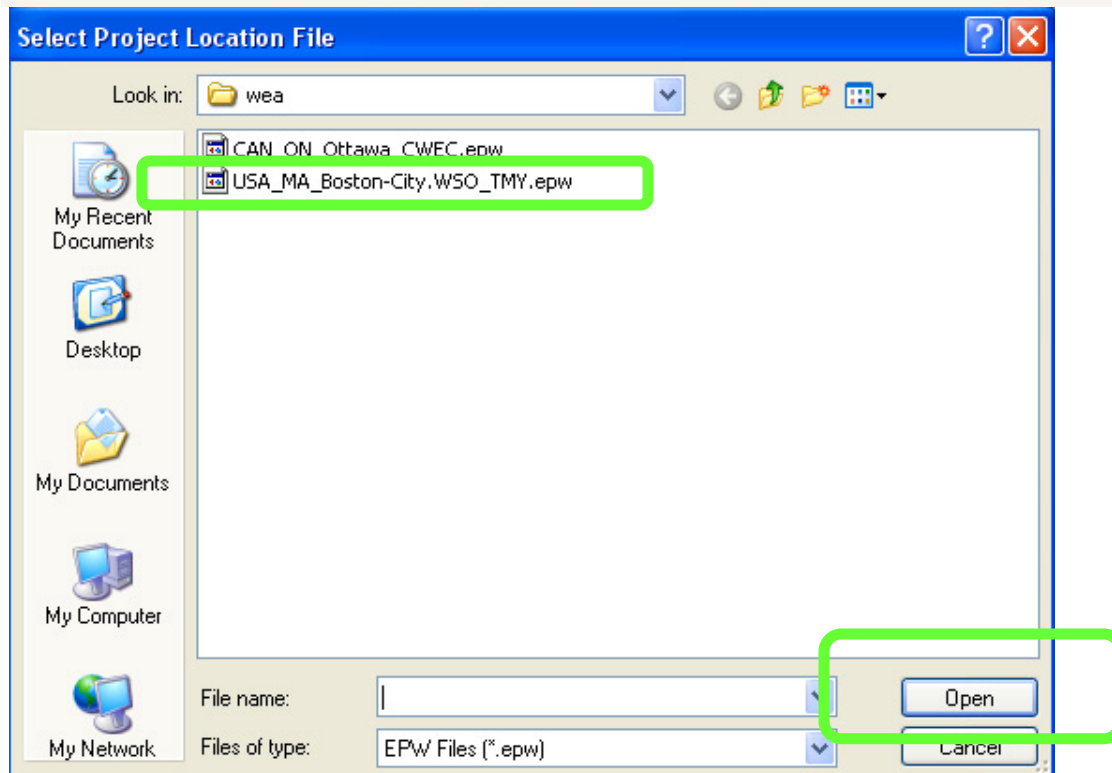 Select Project Location File
Look in: wea
CAN_ON_Ottawa_CWEC.epw
USA_MA_Boston-City.WSO_TMY.epw
My Recent
Documents
Desktop
My Documents
My Computer
My Network
File name: Open
Files of type: EPW Files (*.epw) Cancel